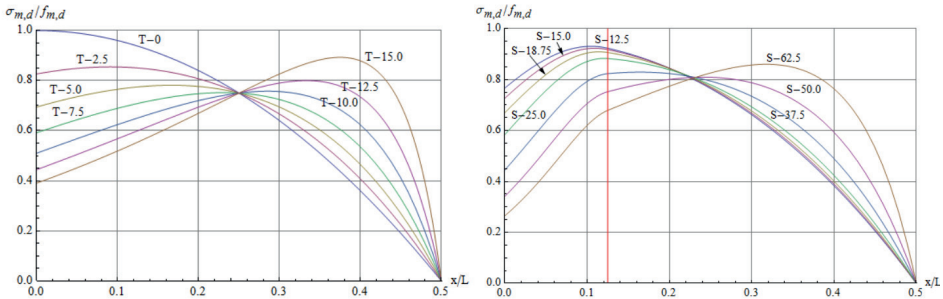 σm,d/fm,d
1.0
0.8
0.6
0.4
0.2
0.0
0.0 0.1 0.2 0.3 0.4 0.5
x/L
T−0
T−2.5
T−5.0
T−7.5
T−15.0
T−12.5
T−10.0
σm,d/fm,d
1.0
0.8
0.6
0.4
0.2
0.0
0.0 0.1 0.2 0.3 0.4 0.5
x/L
S−15.0
S−12.5
S−18.75
S−25.0
S−62.5
S−50.0
S−37.5